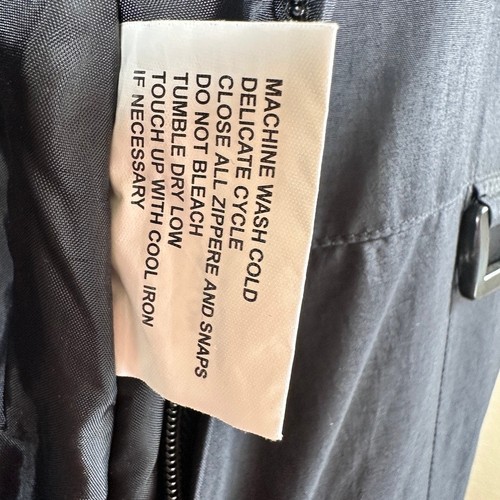 MACHINE WASH COLD
DELICATE CYCLE
CLOSE ALL ZIPPERE AND SNAPS
DO NOT BLEACH
TUMBLE DRY LOW
TOUCH UP WITH COOL IRON
IF NECESSARY